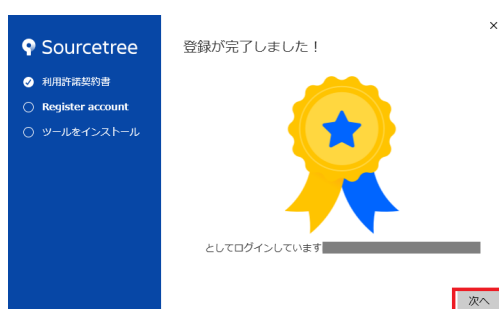 Sourcetree
利用許諾契約書
Register account
ツールをインストール
×
登録が完了しました！
としてログインしています
次へ